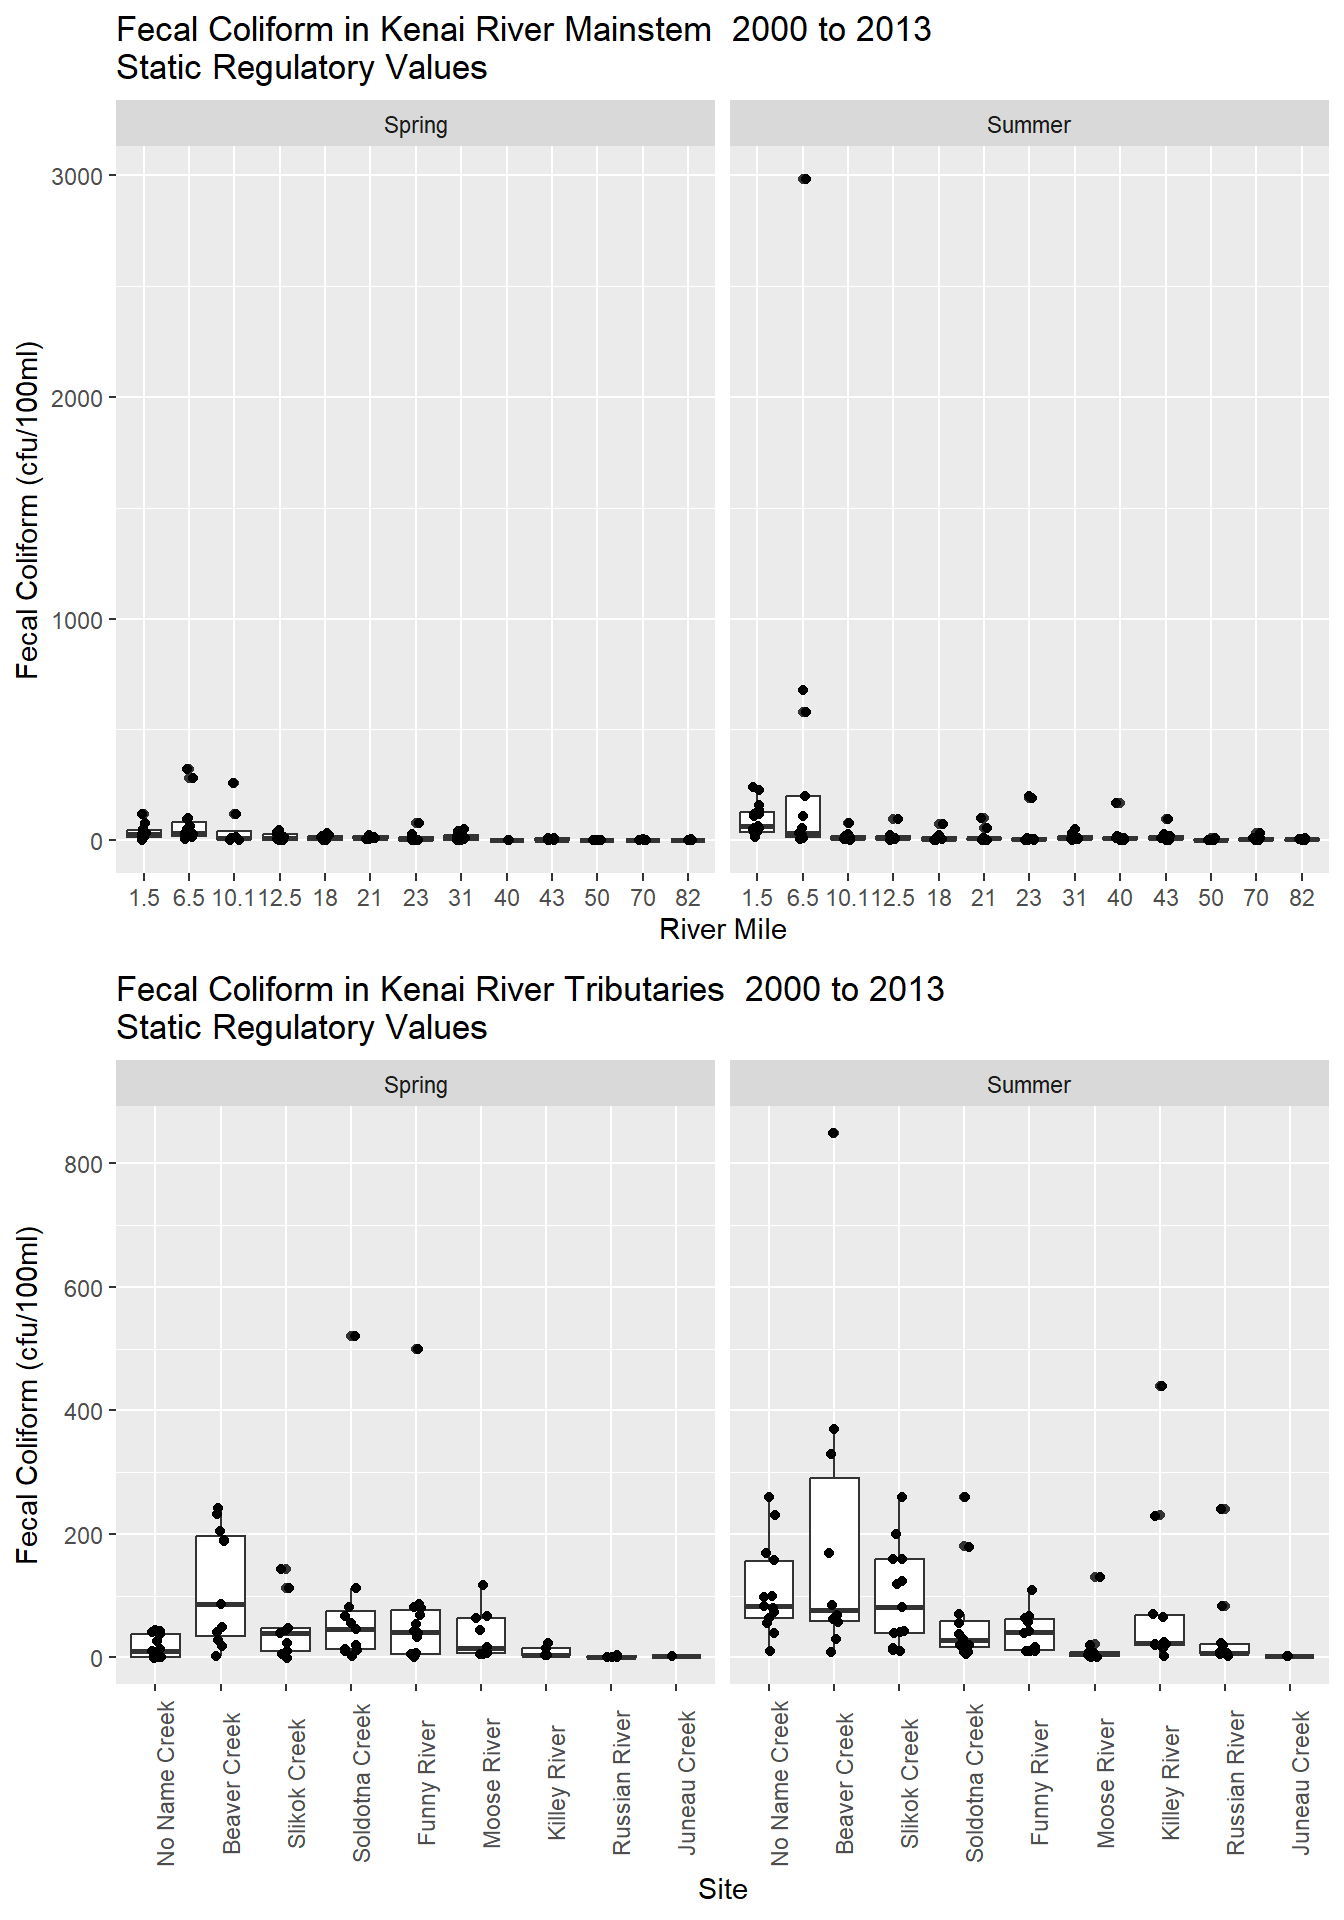 Fecal Coliform in Kenai River Mainstem  2000 to 2013
Static Regulatory Values
Spring
Summer
Fecal Coliform (cfu/100ml)
3000
2000
1000
0
1.5 6.5 10.1 12.5 18 21 23 31 40 43 50 70 82
1.5 6.5 10.1 12.5 18 21 23 31 40 43 50 70 82
River Mile
Fecal Coliform in Kenai River Tributaries  2000 to 2013
Static Regulatory Values
Spring
Summer
Fecal Coliform (cfu/100ml)
800
600
400
200
0
No Name Creek
Beaver Creek
Slikok Creek
Soldotna Creek
Funny River
Moose River
Killey River
Russian River
Juneau Creek
No Name Creek
Beaver Creek
Slikok Creek
Soldotna Creek
Funny River
Moose River
Killey River
Russian River
Juneau Creek
Site